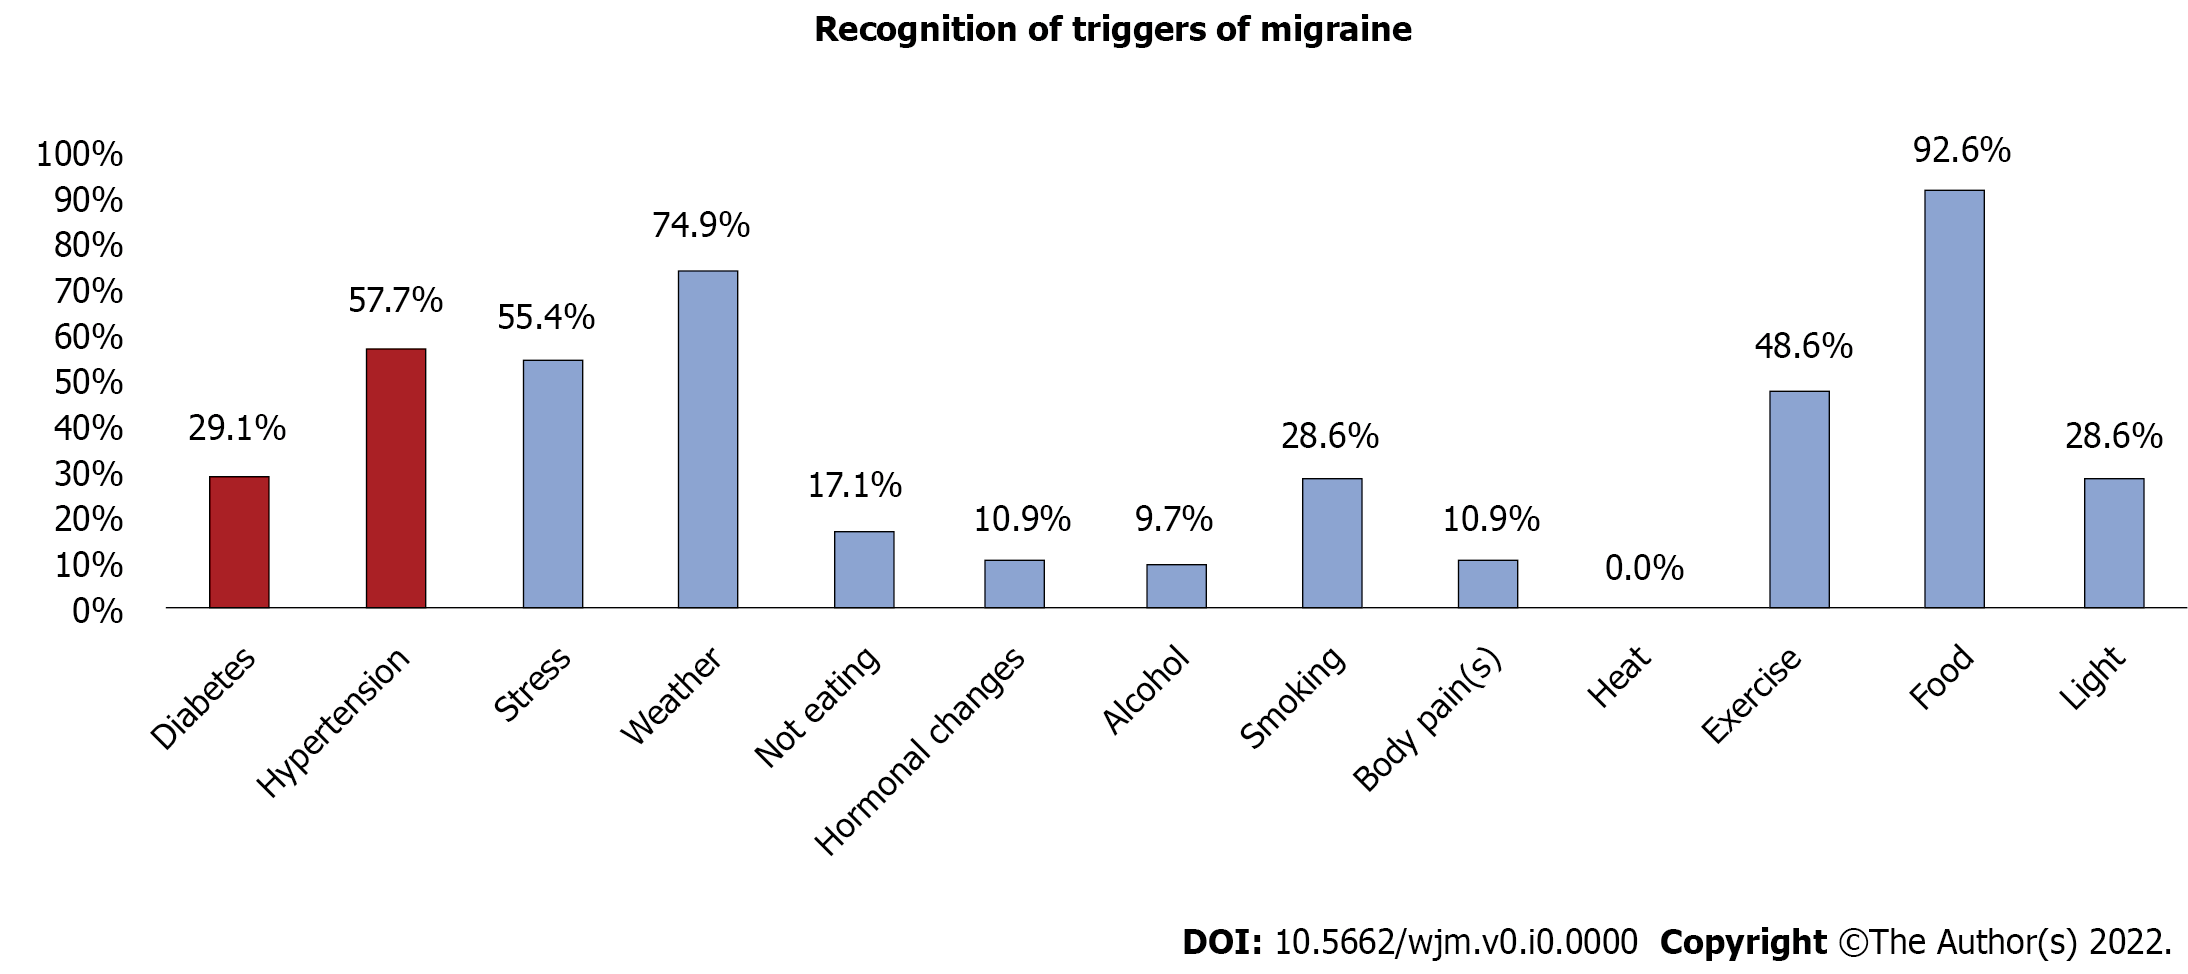 Recognition of triggers of migraine
100%
90%
80%
70%
60%
50%
40%
30%
20%
10%
0%
29.1%
57.7%
55.4%
74.9%
17.1%
10.9%
9.7%
28.6%
10.9%
0.0%
48.6%
92.6%
28.6%
Diabetes
Hypertension
Stress
Weather
Not eating
Hormonal changes
Alcohol
Smoking
Body pain(s)
Heat
Exercise
Food
Light
DOI: 10.5662/wjm.v0.i0.0000 Copyright ©The Author(s) 2022.